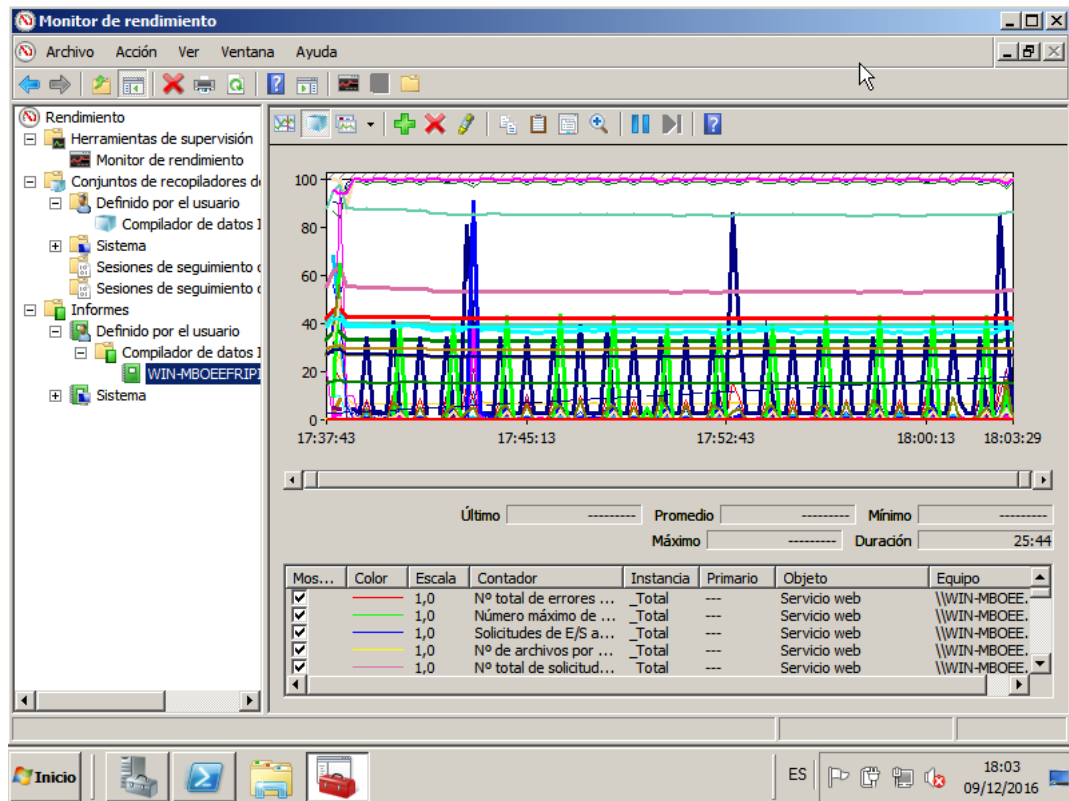 Monitor de rendimiento
Archivo Acción Ver Ventana Ayuda
Rendimiento
Herramientas de supervisión
Monitor de rendimiento
Conjuntos de recopiladores d
Definido por el usuario
Compilador de datos I
Sistema
Sesiones de seguimiento
Sesiones de seguimiento
Informes
Definido por el usuario
Compilador de datos I
WIN-MBOEEFRIPI
Sistema
100
80
60
40
20
0
17:37:43 17:45:13 17:52:43 18:00:13 18:03:29
Último --------- Promedio --------- Mínimo ---------
Máximo --------- Duración 25:44
Mos... Color Escala Contador Instancia Primario Objeto Equipo
1,0 Nº total de errores ... _Total --- Servicio web \\WIN-MBOEE.
1,0 Número máximo de ... _Total --- Servicio web \\WIN-MBOEE.
1,0 Solicitudes de E/S a... _Total --- Servicio web \\WIN-MBOEE.
1,0 Nº de archivos por ... _Total --- Servicio web \\WIN-MBOEE.
1,0 Nº total de solicitud... _Total --- Servicio web \\WIN-MBOEE.
Inicio ES 18:03
09/12/2016